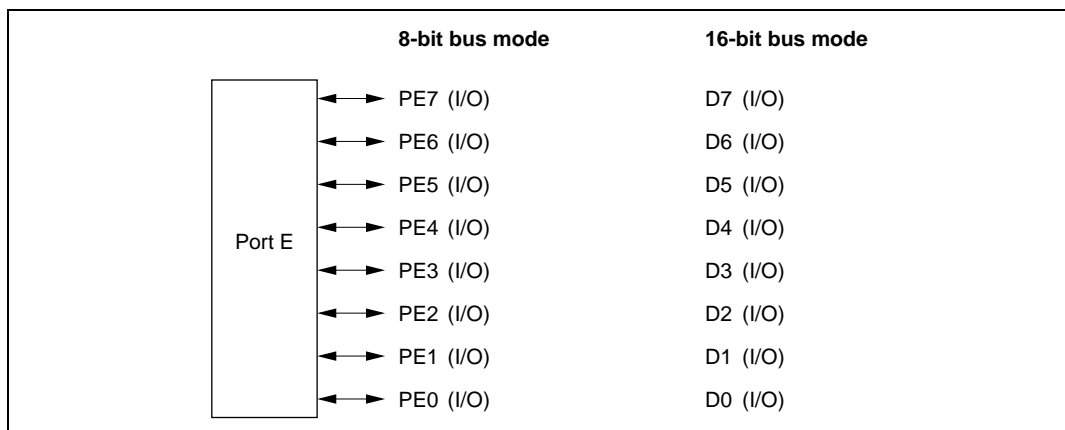 8-bit bus mode 16-bit bus mode
PE7 (I/O) D7 (I/O)
PE6 (I/O) D6 (I/O)
PE5 (I/O) D5 (I/O)
PE4 (I/O) D4 (I/O)
Port E
PE3 (I/O) D3 (I/O)
PE2 (I/O) D2 (I/O)
PE1 (I/O) D1 (I/O)
PE0 (I/O) D0 (I/O)